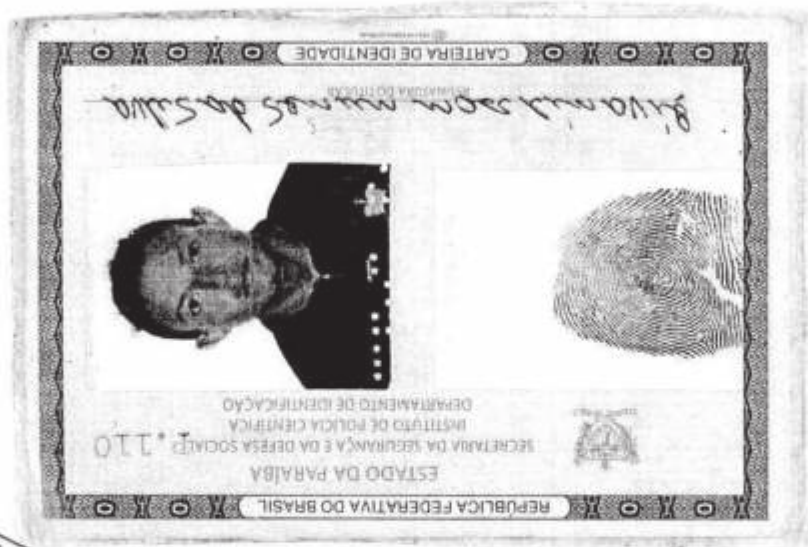 REPÚBLICA FEDERATIVA DO BRASIL
ESTADO DA PARAÍBA
SECRETARIA DA SEGURANÇA E DA DEFESA SOCIAL
P.110
INSTITUTO DE POLÍCIA CIENTÍFICA
DEPARTAMENTO DE IDENTIFICAÇÃO
ASSINATURA DO TITULAR
CARTEIRA DE IDENTIDADE